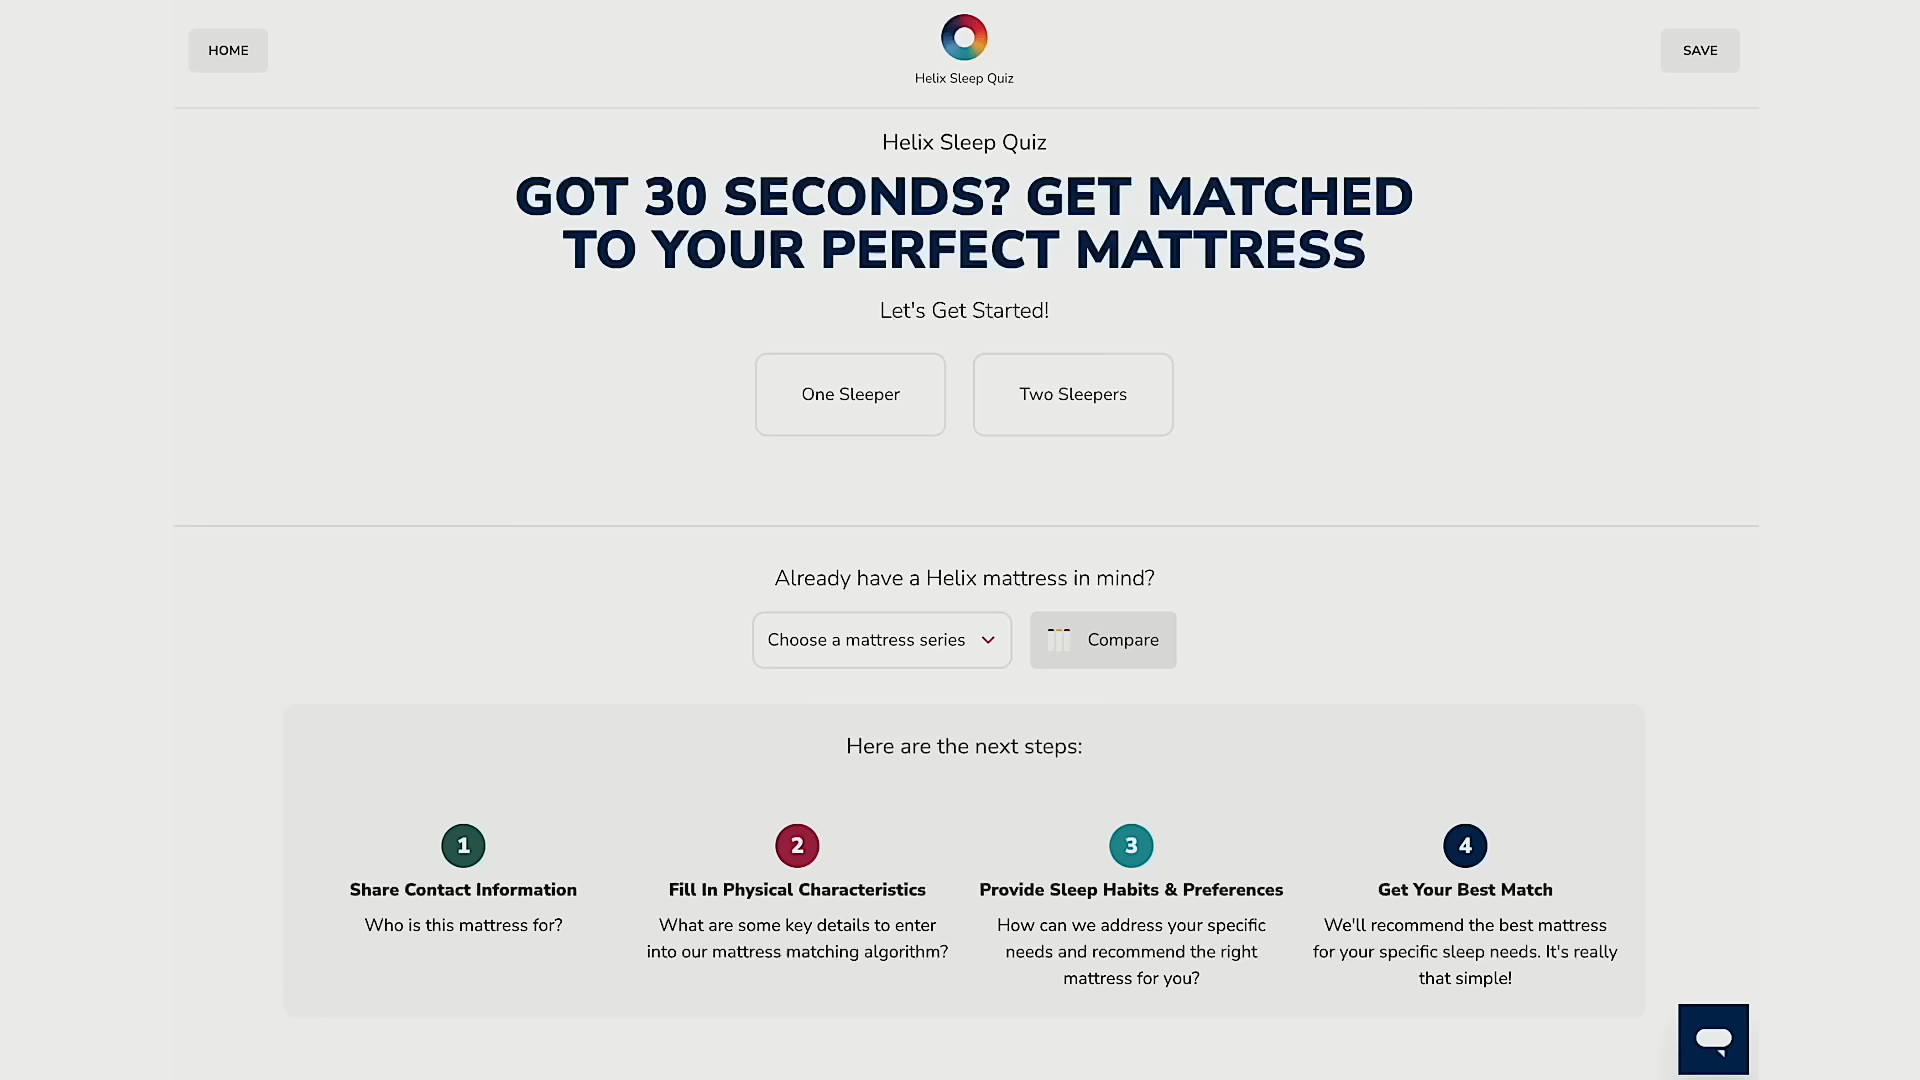 HOME
Helix Sleep Quiz
SAVE
Helix Sleep Quiz
GOT 30 SECONDS? GET MATCHED
TO YOUR PERFECT MATTRESS
Let's Get Started!
One Sleeper
Two Sleepers
Already have a Helix mattress in mind?
Choose a mattress series
Compare
Here are the next steps:
1
Share Contact Information
Who is this mattress for?
2
Fill In Physical Characteristics
What are some key details to enter
into our mattress matching algorithm?
3
Provide Sleep Habits & Preferences
How can we address your specific
needs and recommend the right
mattress for you?
4
Get Your Best Match
We'll recommend the best mattress
for your specific sleep needs. It's really
that simple!